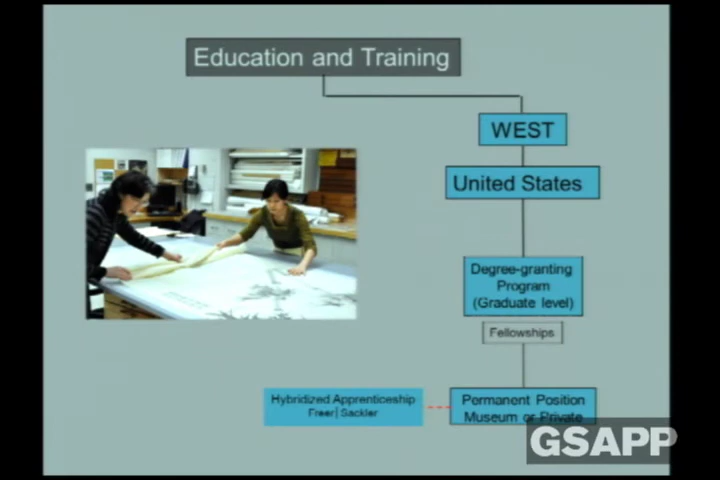 Education and Training
WEST
United States
Degree-granting
Program
(Graduate level)
Fellowships
Hybridized Apprenticeship
Freer|Sackler
Permanent Position
Museum or Private
GSAPP